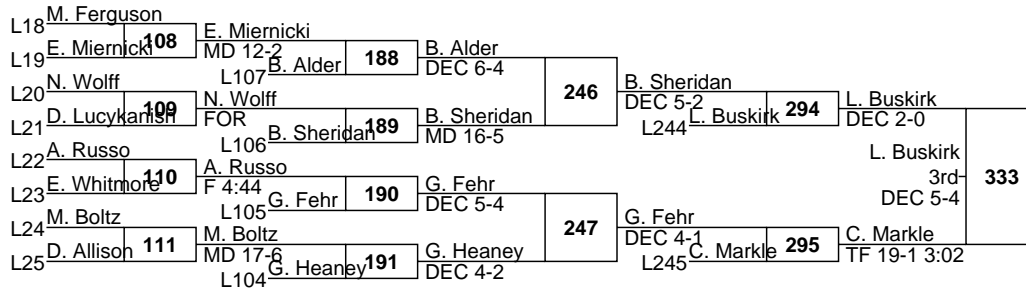 M. Ferguson
L18
108
E. Miernicki
L19 E. Miernicki
MD 12-2
188
B. Alder
L107 B. Alder
DEC 6-4
L20 N. Wolff
246
B. Sheridan
109
N. Wolff
DEC 5-2
L21 D. Lucykanish
FOR
189
B. Sheridan
L106 B. Sheridan
MD 16-5
L244 L. Buskirk
294
L. Buskirk
DEC 2-0
L22 A. Russo
L. Buskirk
110
A. Russo
3rd
333
L23 E. Whitmore
F 4:44
190
G. Fehr
DEC 5-4
L105 G. Fehr
DEC 5-4
L24 M. Boltz
247
G. Fehr
111
M. Boltz
DEC 4-1
L25 D. Allison
MD 17-6
191
G. Heaney
L104 G. Heaney
DEC 4-2
L245 C. Markle
295
C. Markle
TF 19-1 3:02